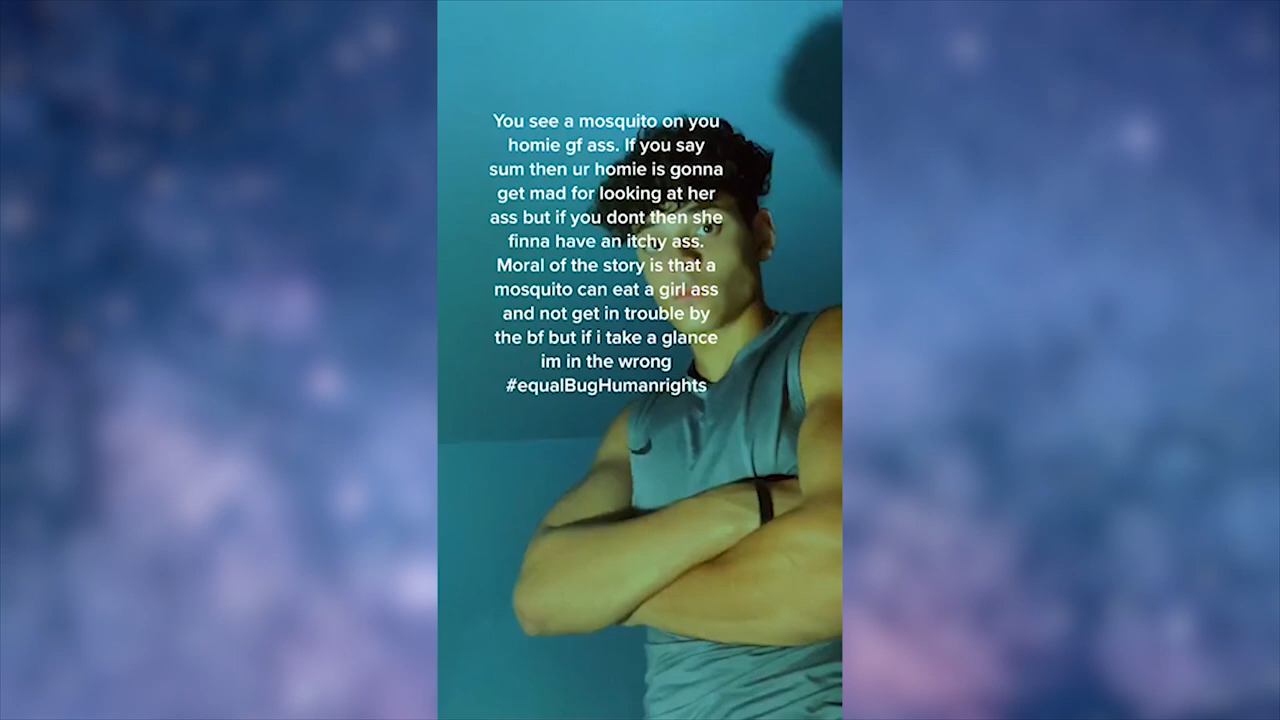 You see a mosquito on you
homie gf ass. If you say
sum then ur homie is gonna
get mad for looking at her
ass but if you dont then she
finna have an itchy ass.
Moral of the story is that a
mosquito can eat a girl ass
and not get in trouble by
the bf but if i take a glance
im in the wrong
#equalBugHumanrights